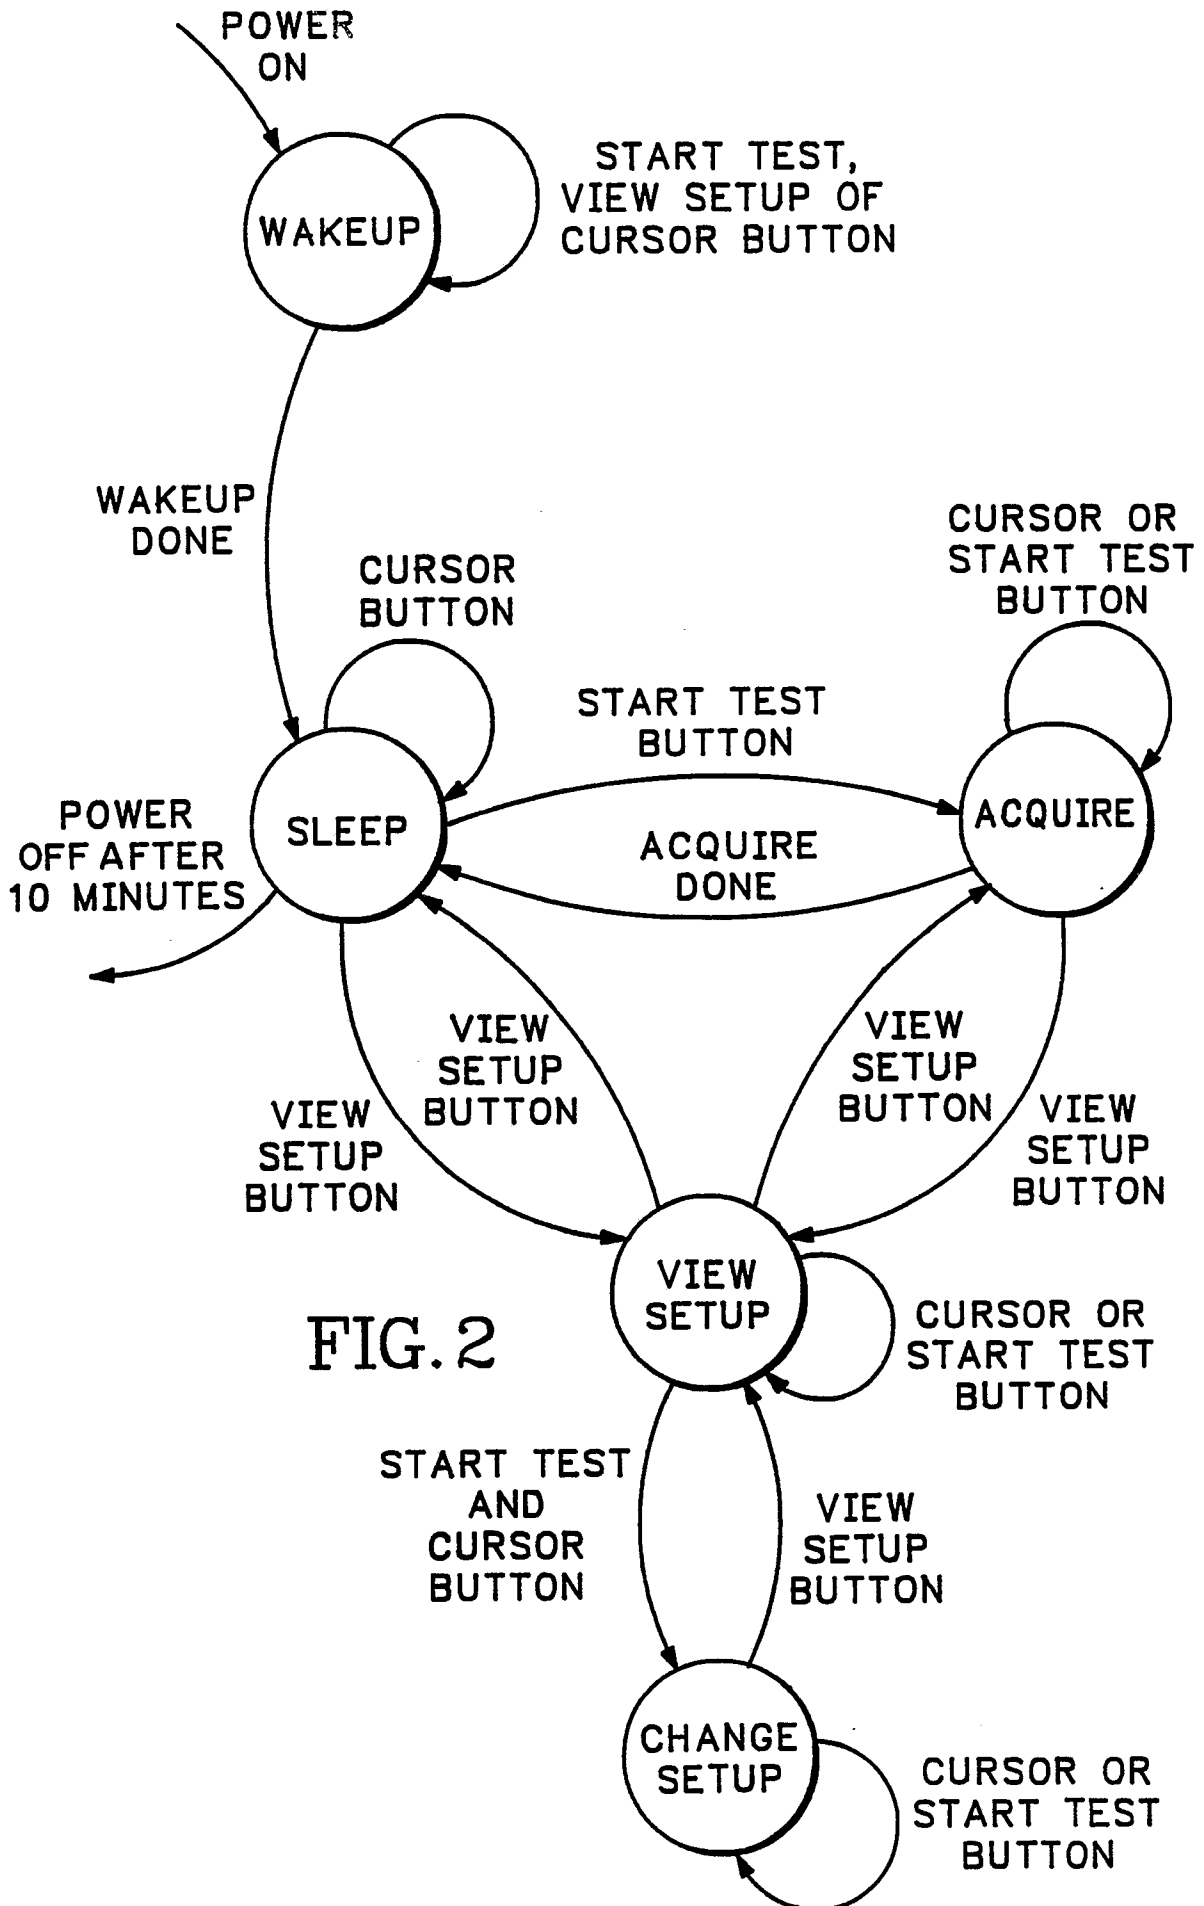 POWER
ON
START TEST,
VIEW SETUP OF
CURSOR BUTTON
WAKEUP
WAKEUP
DONE
CURSOR
BUTTON
CURSOR OR
START TEST
BUTTON
START TEST
BUTTON
SLEEP
ACQUIRE
POWER
OFF AFTER
10 MINUTES
ACQUIRE
DONE
VIEW
SETUP
BUTTON
VIEW
SETUP
BUTTON
VIEW
SETUP
BUTTON
VIEW
SETUP
BUTTON
VIEW
SETUP
FIG. 2
CURSOR OR
START TEST
BUTTON
START TEST
AND
CURSOR
BUTTON
VIEW
SETUP
BUTTON
CHANGE
SETUP
CURSOR OR
START TEST
BUTTON